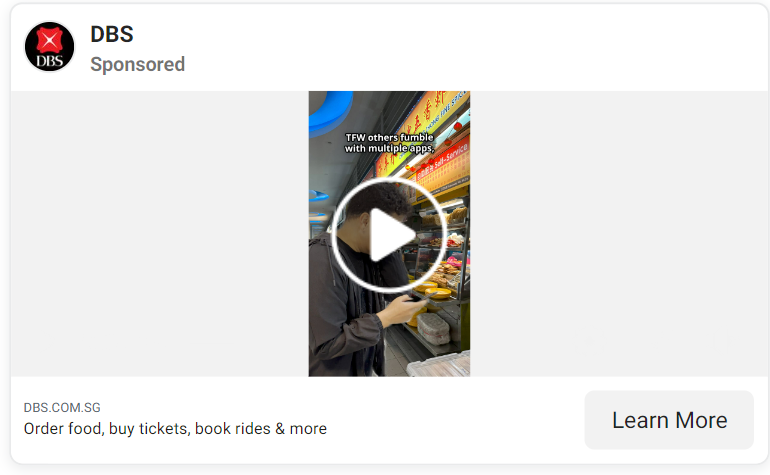 DBS
DBS
Sponsored
TFW others fumble
with multiple apps,
Self-Service
DBS.COM.SG
Order food, buy tickets, book rides & more
Learn More